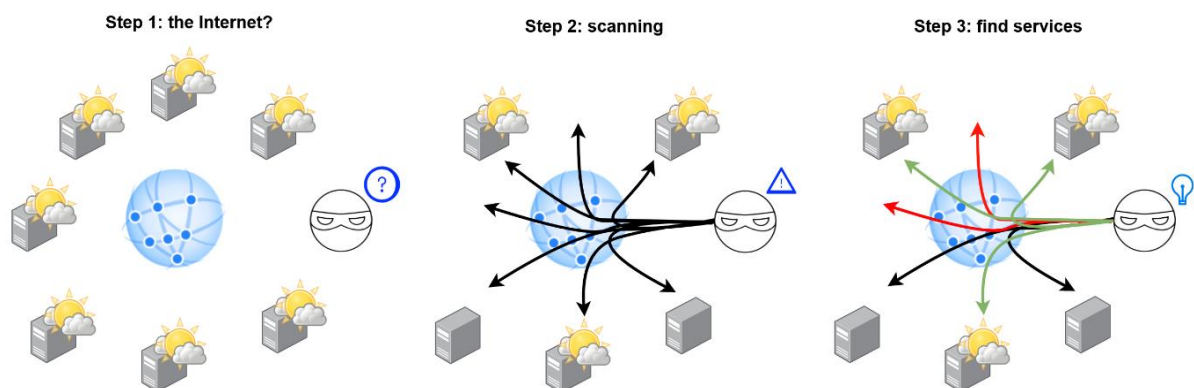 Step 1: the Internet?
Step 2: scanning
Step 3: find services
?
!